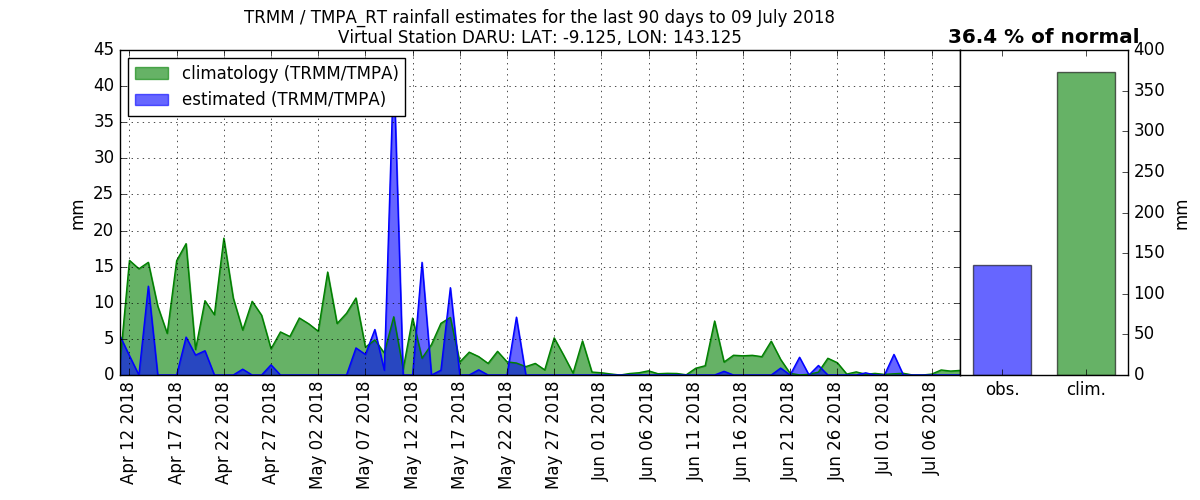 TRMM / TMPA_RT rainfall estimates for the last 90 days to 09 July 2018
Virtual Station DARU: LAT: -9.125, LON: 143.125
36.4 % of normal
climatology (TRMM/TMPA)
estimated (TRMM/TMPA)
mm
45
40
35
30
25
20
15
10
5
0
Apr 12 2018
Apr 17 2018
Apr 22 2018
Apr 27 2018
May 02 2018
May 07 2018
May 12 2018
May 17 2018
May 22 2018
May 27 2018
Jun 01 2018
Jun 06 2018
Jun 11 2018
Jun 16 2018
Jun 21 2018
Jun 26 2018
Jul 01 2018
Jul 06 2018
obs.
clim.
400
350
300
250
200
150
100
50
0
mm